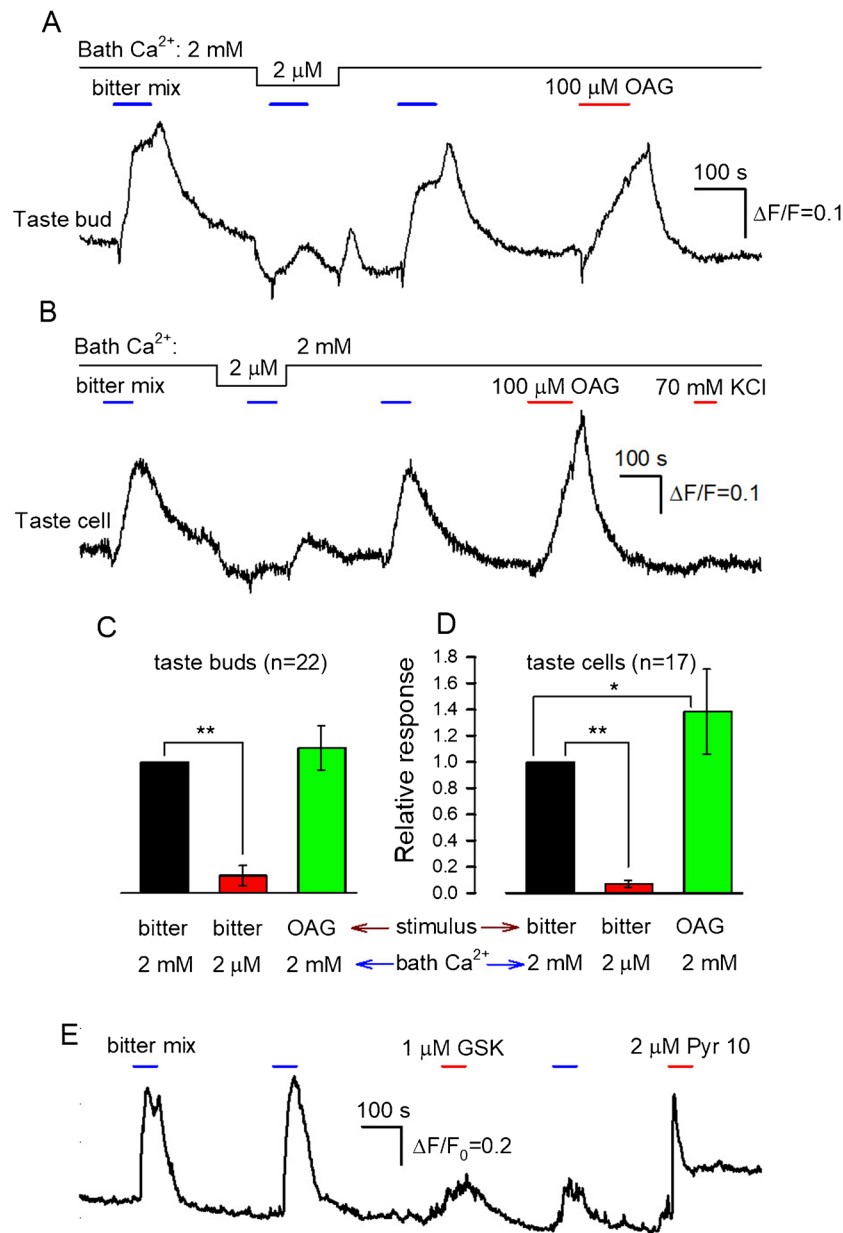 A
Bath Ca²⁺: 2 mM
2 μM
bitter mix
100 μM OAG
100 s
ΔF/F=0.1
Taste bud
B
Bath Ca²⁺:
2 μM
2 mM
bitter mix
100 μM OAG
70 mM KCl
100 s
ΔF/F=0.1
Taste cell
C
taste buds (n=22)
**
D
taste cells (n=17)
Relative response
1.8
1.6
1.4
1.2
1.0
0.8
0.6
0.4
0.2
0.0
*
**
bitter bitter OAG stimulus bitter bitter OAG
2 mM 2 μM 2 mM bath Ca²⁺ 2 mM 2 μM 2 mM
E
bitter mix
1 μM GSK
2 μM Pyr 10
100 s
ΔF/F₀=0.2